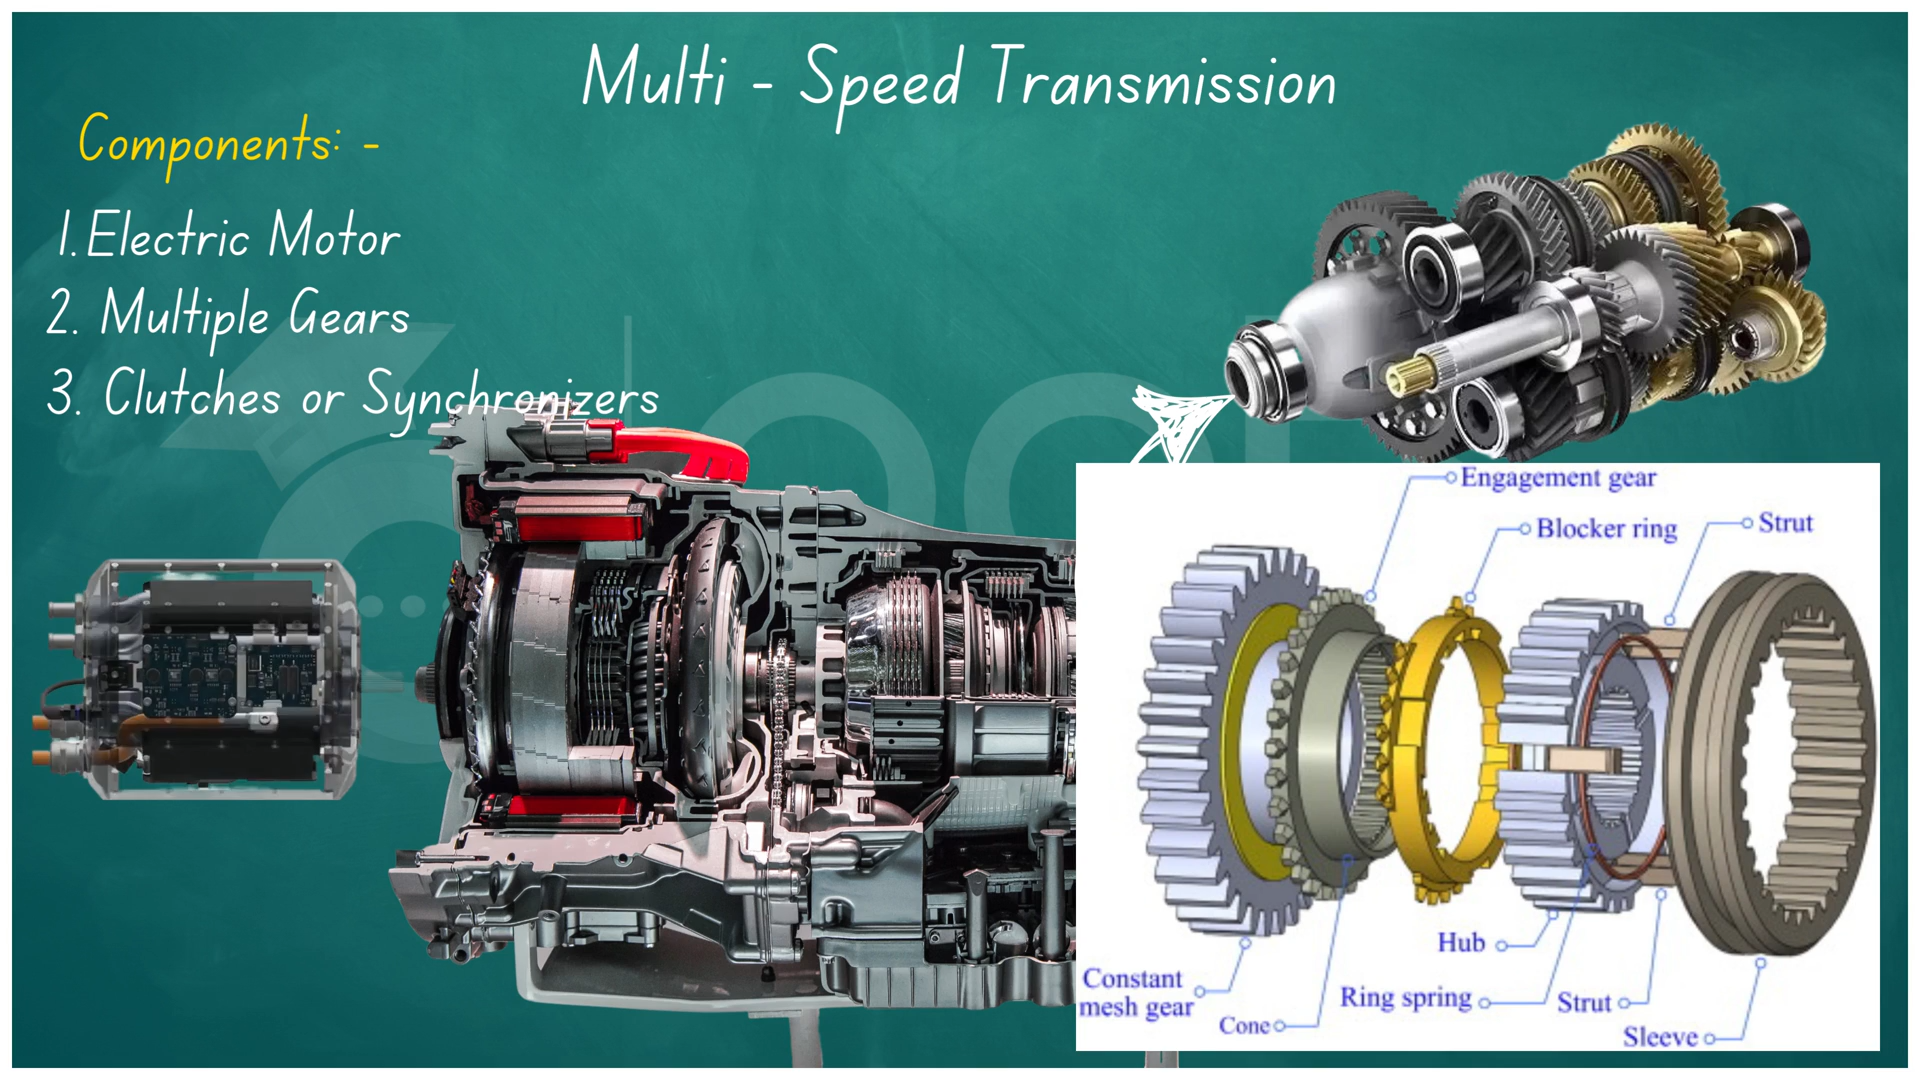 Multi - Speed Transmission
Components: -
1. Electric Motor
2. Multiple Gears
3. Clutches or Synchronizers
Engagement gear
Blocker ring
Strut
Hub
Constant
mesh gear
Ring spring
Strut
Cone
Sleeve